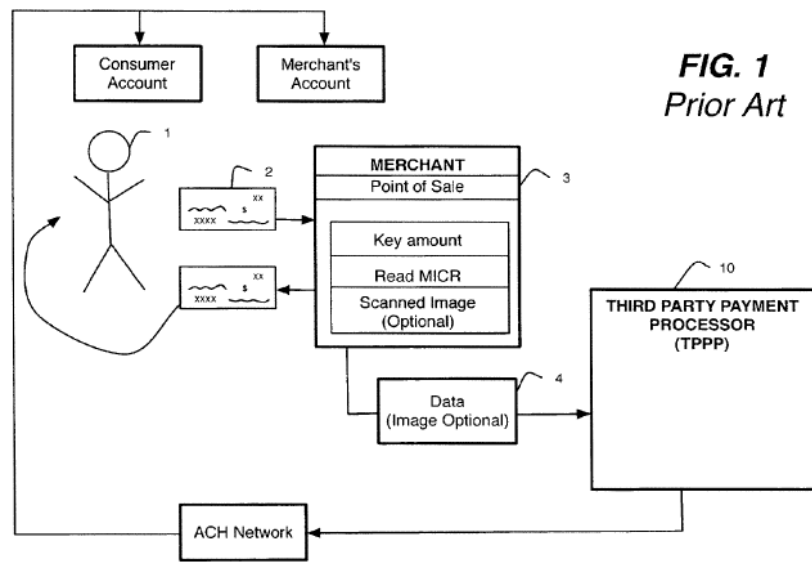 Consumer
Account
Merchant's
Account
FIG. 1
Prior Art
1
2
xx
$
xxxx
MERCHANT
Point of Sale
3
Key amount
Read MICR
Scanned Image
(Optional)
xx
$
xxxx
10
THIRD PARTY PAYMENT
PROCESSOR
(TPPP)
4
Data
(Image Optional)
ACH Network